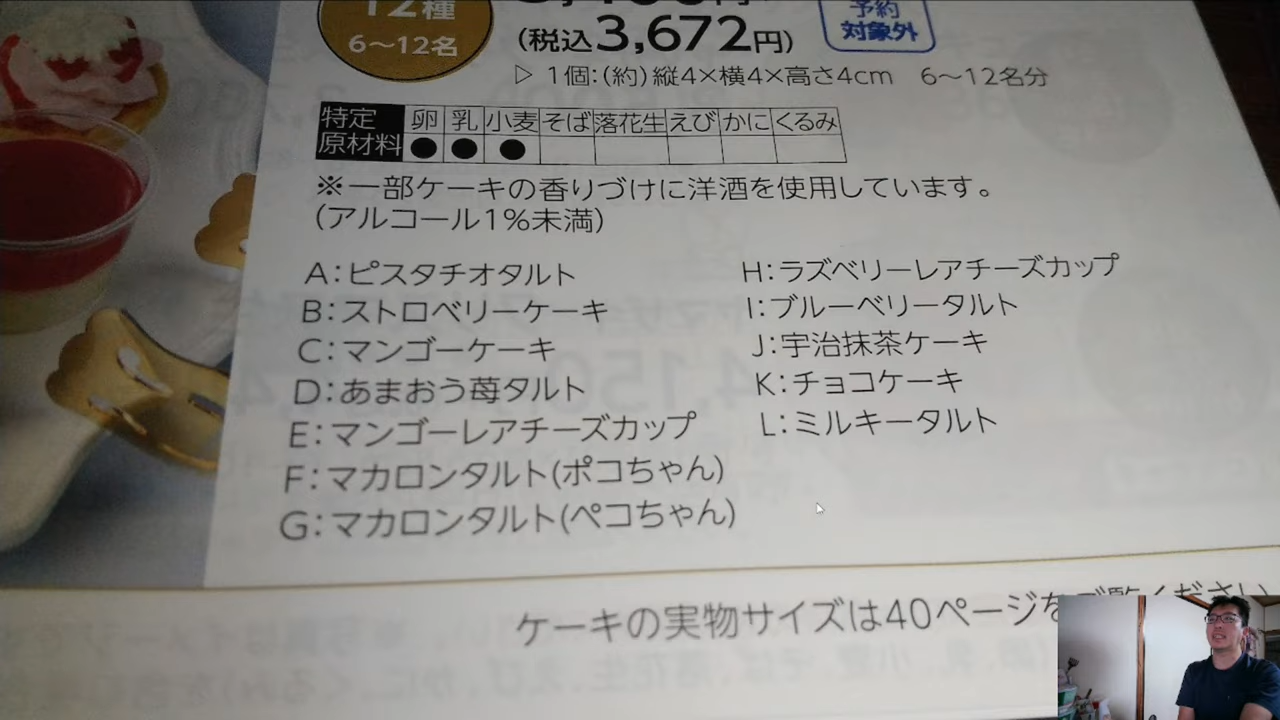 12種
6～12名
(税込3,672円)
予約
対象外
▷ 1個：(約)縦4×横4×高さ4cm 6～12名分
特定
原材料
卵 乳 小麦 そば 落花生 えび かに くるみ
● ● ●
※一部ケーキの香りづけに洋酒を使用しています。
(アルコール1%未満)
A：ピスタチオタルト
B：ストロベリーケーキ
C：マンゴーケーキ
D：あまおう苺タルト
E：マンゴーレアチーズカップ
F：マカロンタルト(ポコちゃん)
G：マカロンタルト(ペコちゃん)
H：ラズベリーレアチーズカップ
I：ブルーベリータルト
J：宇治抹茶ケーキ
K：チョコケーキ
L：ミルキータルト
ケーキの実物サイズは40ページをご覧ください